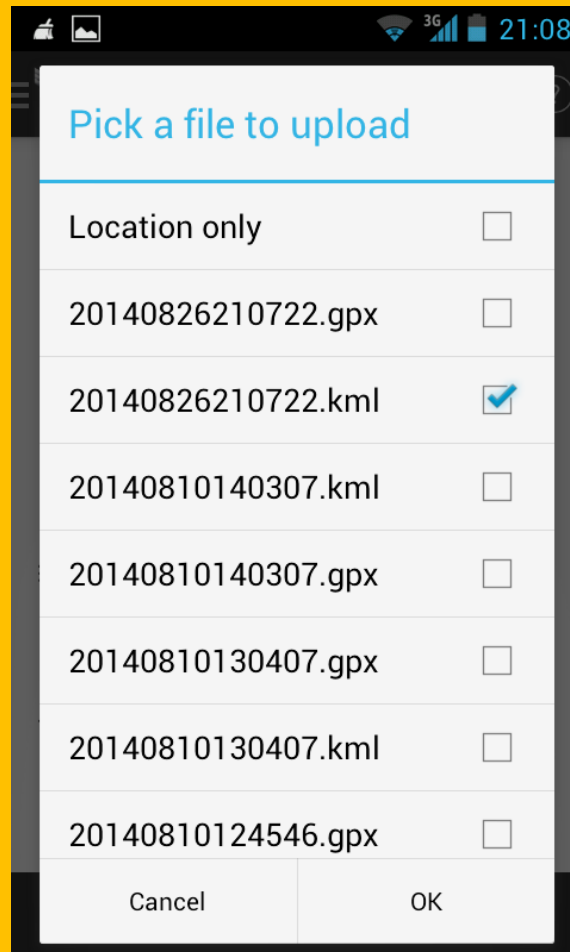 3G 21:08
Pick a file to upload
Location only
20140826210722.gpx
20140826210722.kml
20140810140307.kml
20140810140307.gpx
20140810130407.gpx
20140810130407.kml
20140810124546.gpx
Cancel OK